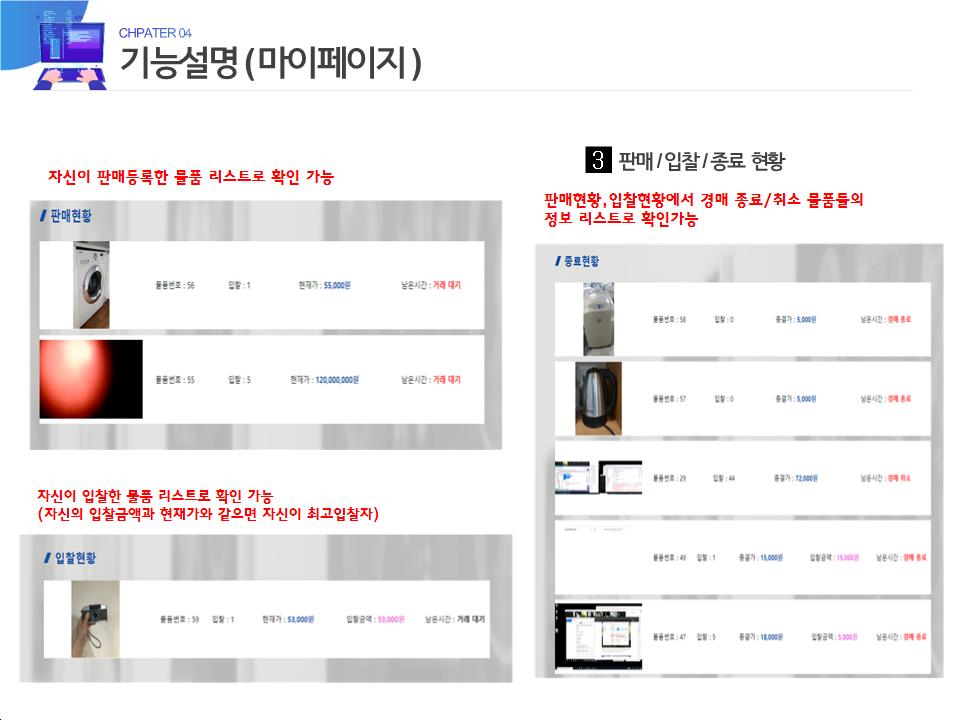 CHPATER 04
기능설명 ( 마이페이지 )
자신이 판매등록한 물품 리스트로 확인 가능
판매현황
물품번호 : 56 입찰 : 1 현재가 : 55,000원 남은시간 : 거래 대기
물품번호 : 55 입찰 : 5 현재가 : 120,000,000원 남은시간 : 거래 대기
자신이 입찰한 물품 리스트로 확인 가능
(자신의 입찰금액과 현재가와 같으면 자신이 최고입찰자)
입찰현황
물품번호 : 59 입찰 : 1 현재가 : 53,000원 입찰금액 : 53,000원 남은시간 : 거래 대기
3 판매 / 입찰 / 종료 현황
판매현황,입찰현황에서 경매 종료/취소 물품들의
정보 리스트로 확인가능
종료현황
물품번호 : 58 입찰 : 0 종결가 : 5,000원 남은시간 : 경매 종료
물품번호 : 57 입찰 : 0 종결가 : 5,000원 남은시간 : 경매 종료
물품번호 : 29 입찰 : 44 종결가 : 72,000원 남은시간 : 경매 취소
물품번호 : 49 입찰 : 1 종결가 : 15,000원 입찰금액 : 15,000원 남은시간 : 경매 종료
물품번호 : 47 입찰 : 5 종결가 : 18,000원 입찰금액 : 5,000원 남은시간 : 경매 종료